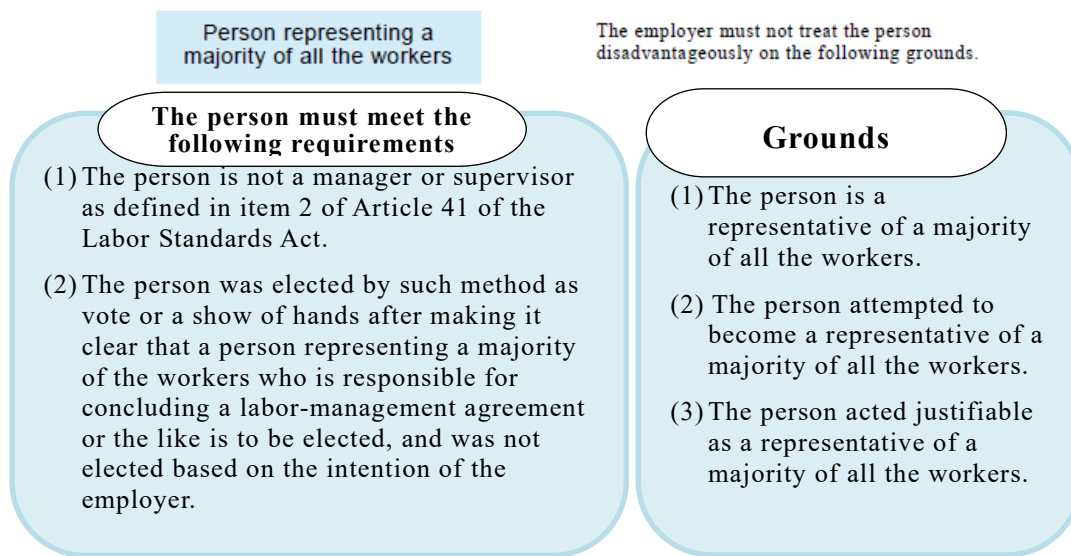 Person representing a
majority of all the workers
The employer must not treat the person
disadvantageously on the following grounds.
The person must meet the
following requirements
(1) The person is not a manager or supervisor
as defined in item 2 of Article 41 of the
Labor Standards Act.
(2) The person was elected by such method as
vote or a show of hands after making it
clear that a person representing a majority
of the workers who is responsible for
concluding a labor-management agreement
or the like is to be elected, and was not
elected based on the intention of the
employer.
Grounds
(1) The person is a
representative of a majority
of all the workers.
(2) The person attempted to
become a representative of a
majority of all the workers.
(3) The person acted justifiable
as a representative of a
majority of all the workers.